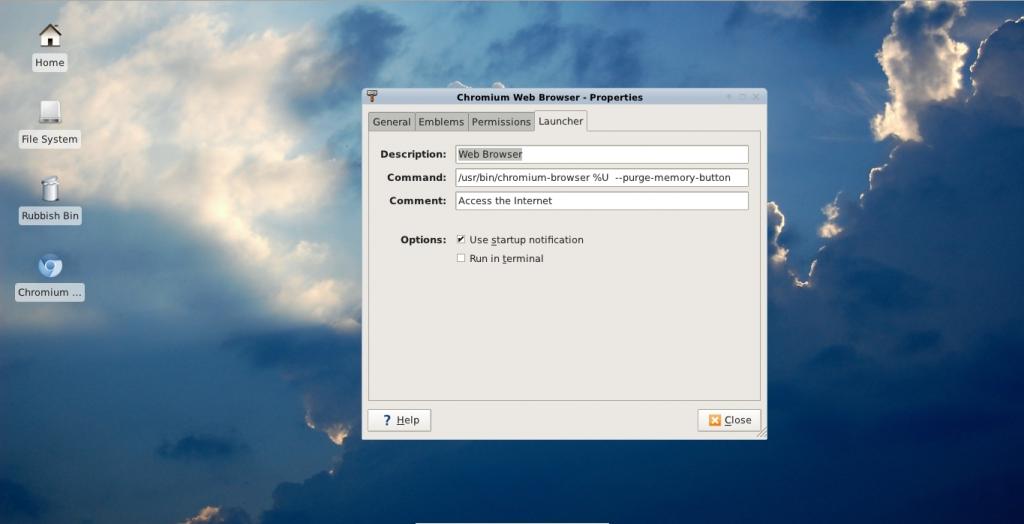 Home
File System
Rubbish Bin
Chromium ...
Chromium Web Browser - Properties
General Emblems Permissions Launcher
Description: Web Browser
Command: /usr/bin/chromium-browser %U  --purge-memory-button
Comment: Access the Internet
Options: Use startup notification
Run in terminal
Help Close